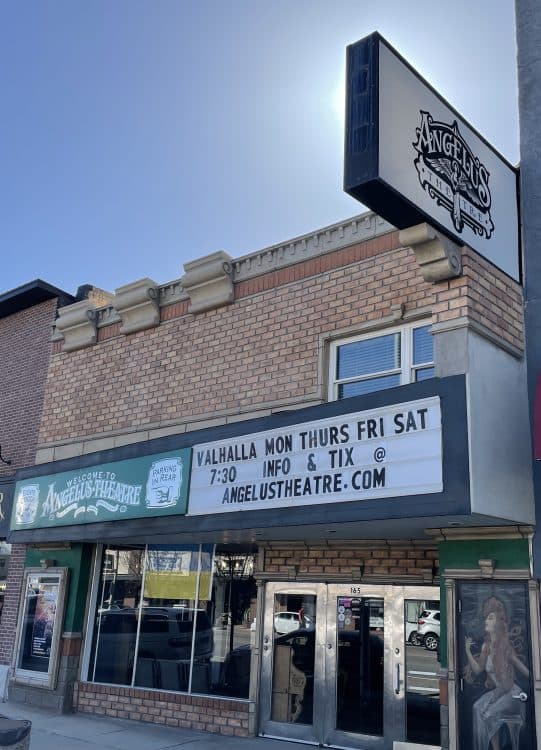 ANGELUS
THEATRE
VALHALLA MON THURS FRI SAT
7:30 INFO & TIX @
ANGELUSTHEATRE.COM
WELCOME TO
ANGELUS THEATRE
PARKING
IN REAR
165